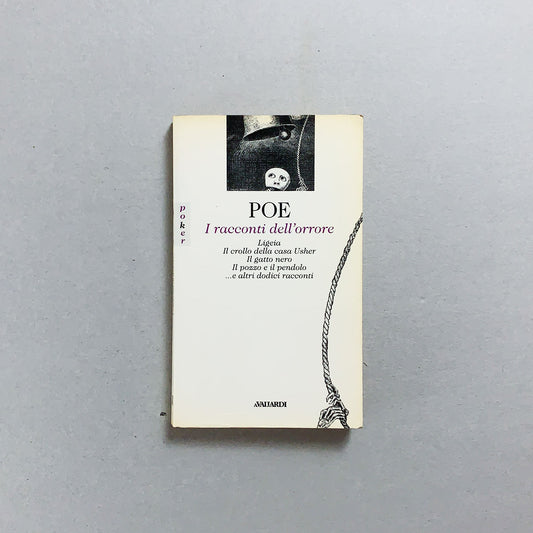 poker
POE
I racconti dell'orrore
Ligeia
Il crollo della casa Usher
Il gatto nero
Il pozzo e il pendolo
...e altri dodici racconti
A.VALLARDI